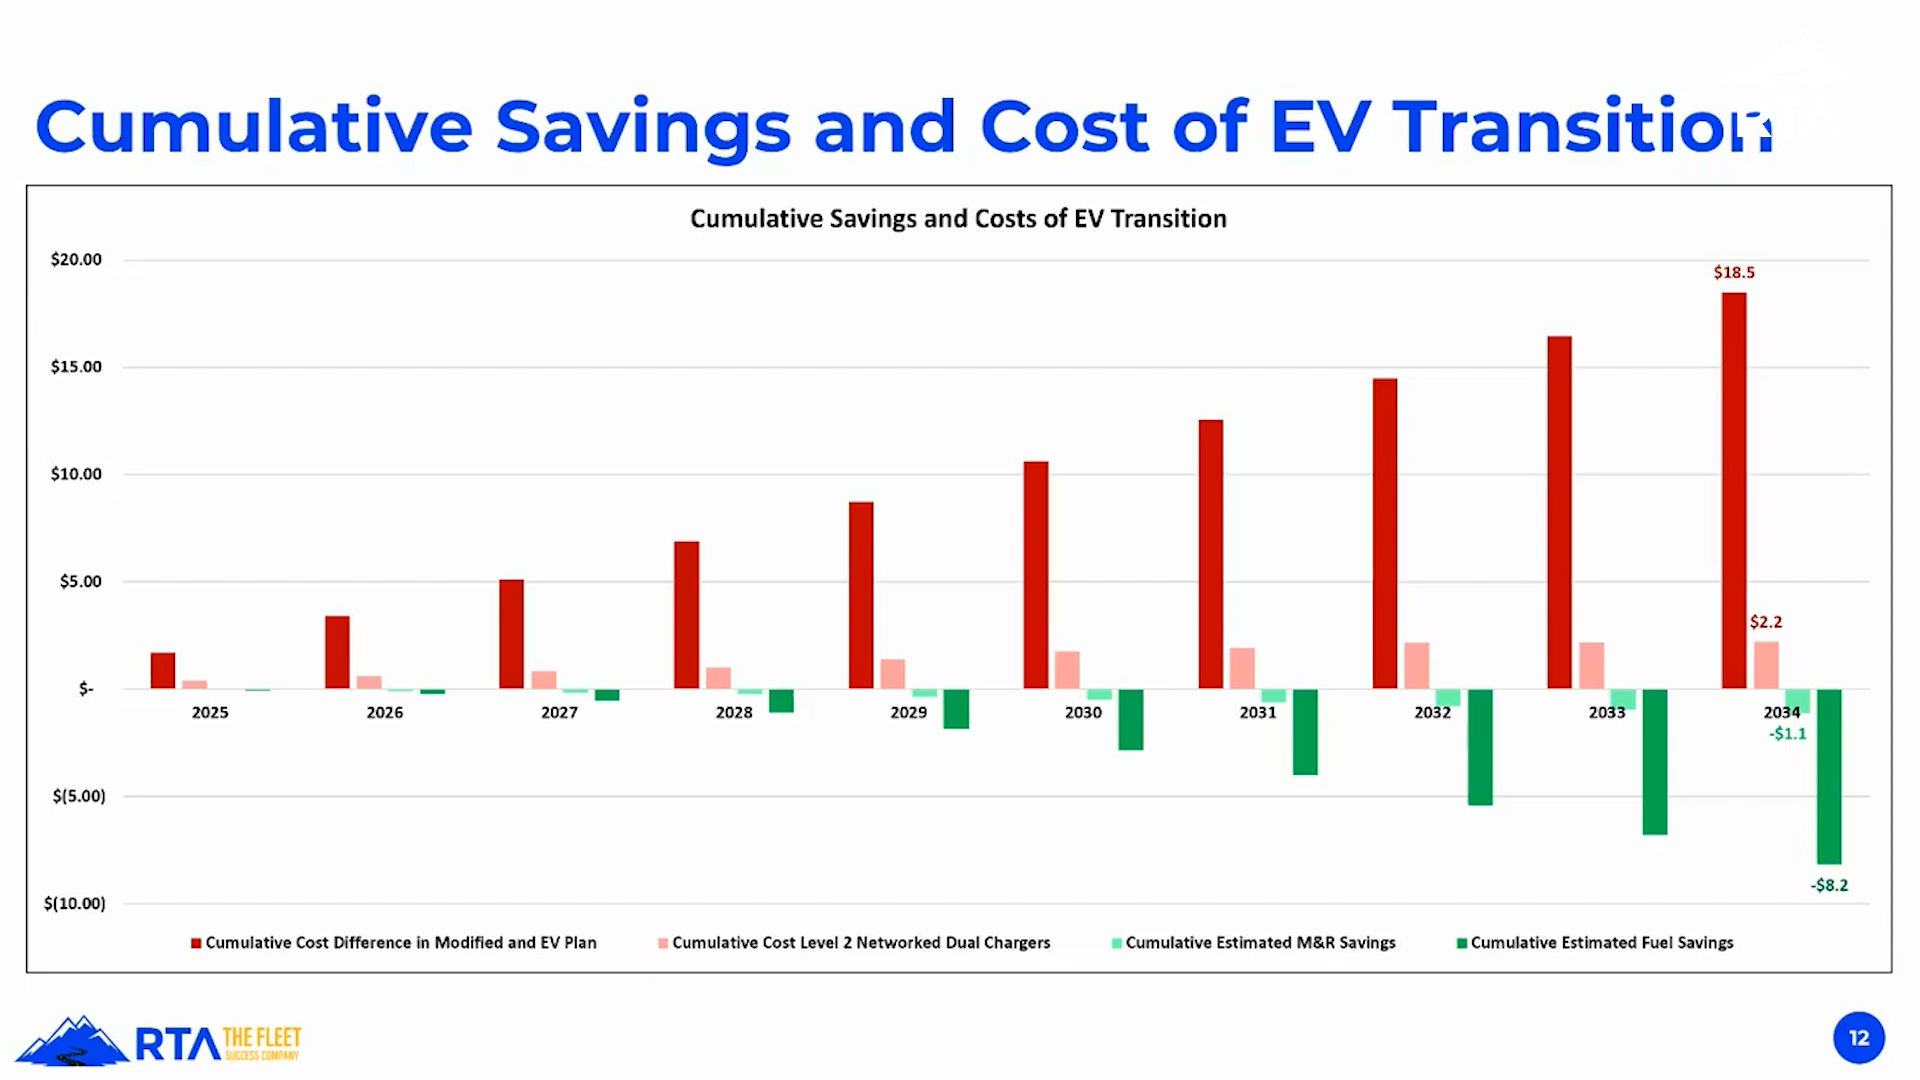 Cumulative Savings and Cost of EV Transition
RTA
Cumulative Savings and Costs of EV Transition
$20.00
$15.00
$10.00
$5.00
$-
$(5.00)
$(10.00)
$18.5
$2.2
2025 2026 2027 2028 2029 2030 2031 2032 2033 2034
-$1.1
-$8.2
Cumulative Cost Difference in Modified and EV Plan Cumulative Cost Level 2 Networked Dual Chargers Cumulative Estimated M&R Savings Cumulative Estimated Fuel Savings
RTA THE FLEET
SUCCESS COMPANY
12